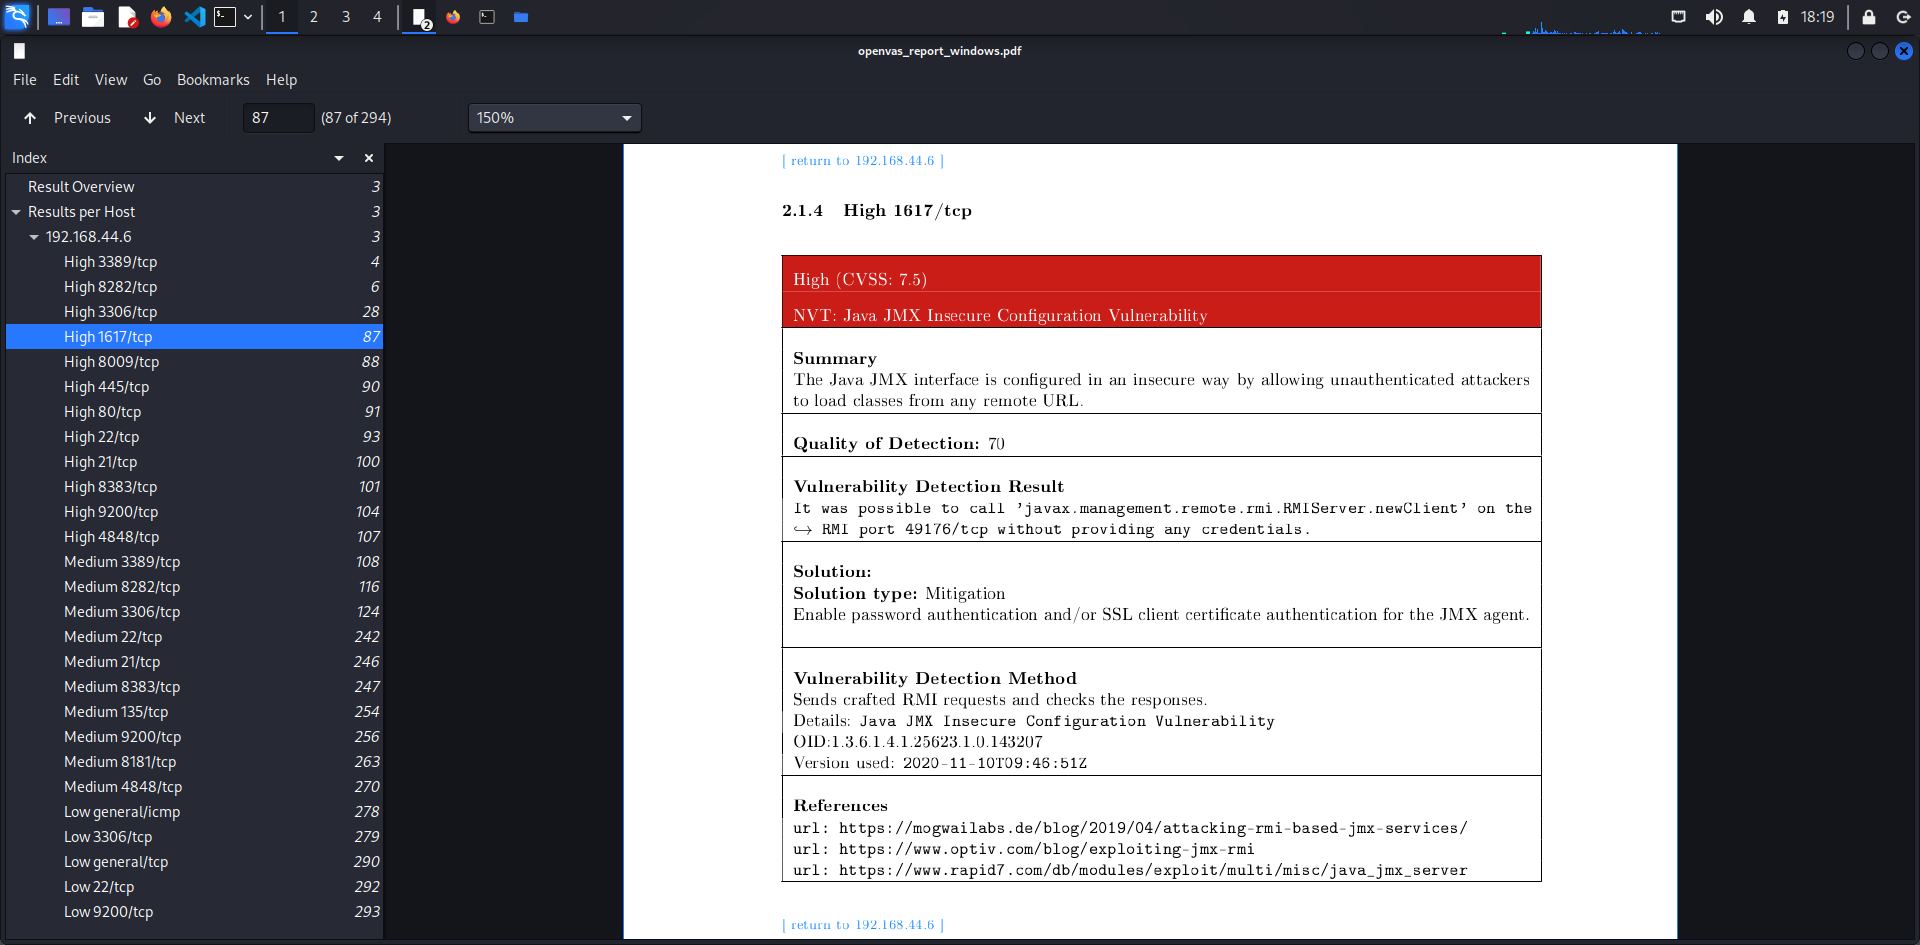 1 2 3 4 2 18:19
openvas_report_windows.pdf
File Edit View Go Bookmarks Help
Previous Next 87 (87 of 294) 150%
Index
Result Overview 3
Results per Host 3
192.168.44.6 3
High 3389/tcp 4
High 8282/tcp 6
High 3306/tcp 28
High 1617/tcp 87
High 8009/tcp 88
High 445/tcp 90
High 80/tcp 91
High 22/tcp 93
High 21/tcp 100
High 8383/tcp 101
High 9200/tcp 104
High 4848/tcp 107
Medium 3389/tcp 108
Medium 8282/tcp 116
Medium 3306/tcp 124
Medium 22/tcp 242
Medium 21/tcp 246
Medium 8383/tcp 247
Medium 135/tcp 254
Medium 9200/tcp 256
Medium 8181/tcp 263
Medium 4848/tcp 270
Low general/icmp 278
Low 3306/tcp 279
Low general/tcp 290
Low 22/tcp 292
Low 9200/tcp 293
[ return to 192.168.44.6 ]
2.1.4 High 1617/tcp
High (CVSS: 7.5)
NVT: Java JMX Insecure Configuration Vulnerability
Summary
The Java JMX interface is configured in an insecure way by allowing unauthenticated attackers
to load classes from any remote URL.
Quality of Detection: 70
Vulnerability Detection Result
It was possible to call 'javax.management.remote.rmi.RMIServer.newClient' on the
↪ RMI port 49176/tcp without providing any credentials.
Solution:
Solution type: Mitigation
Enable password authentication and/or SSL client certificate authentication for the JMX agent.
Vulnerability Detection Method
Sends crafted RMI requests and checks the responses.
Details: Java JMX Insecure Configuration Vulnerability
OID:1.3.6.1.4.1.25623.1.0.143207
Version used: 2020-11-10T09:46:51Z
References
url: https://mogwailabs.de/blog/2019/04/attacking-rmi-based-jmx-services/
url: https://www.optiv.com/blog/exploiting-jmx-rmi
url: https://www.rapid7.com/db/modules/exploit/multi/misc/java_jmx_server
[ return to 192.168.44.6 ]